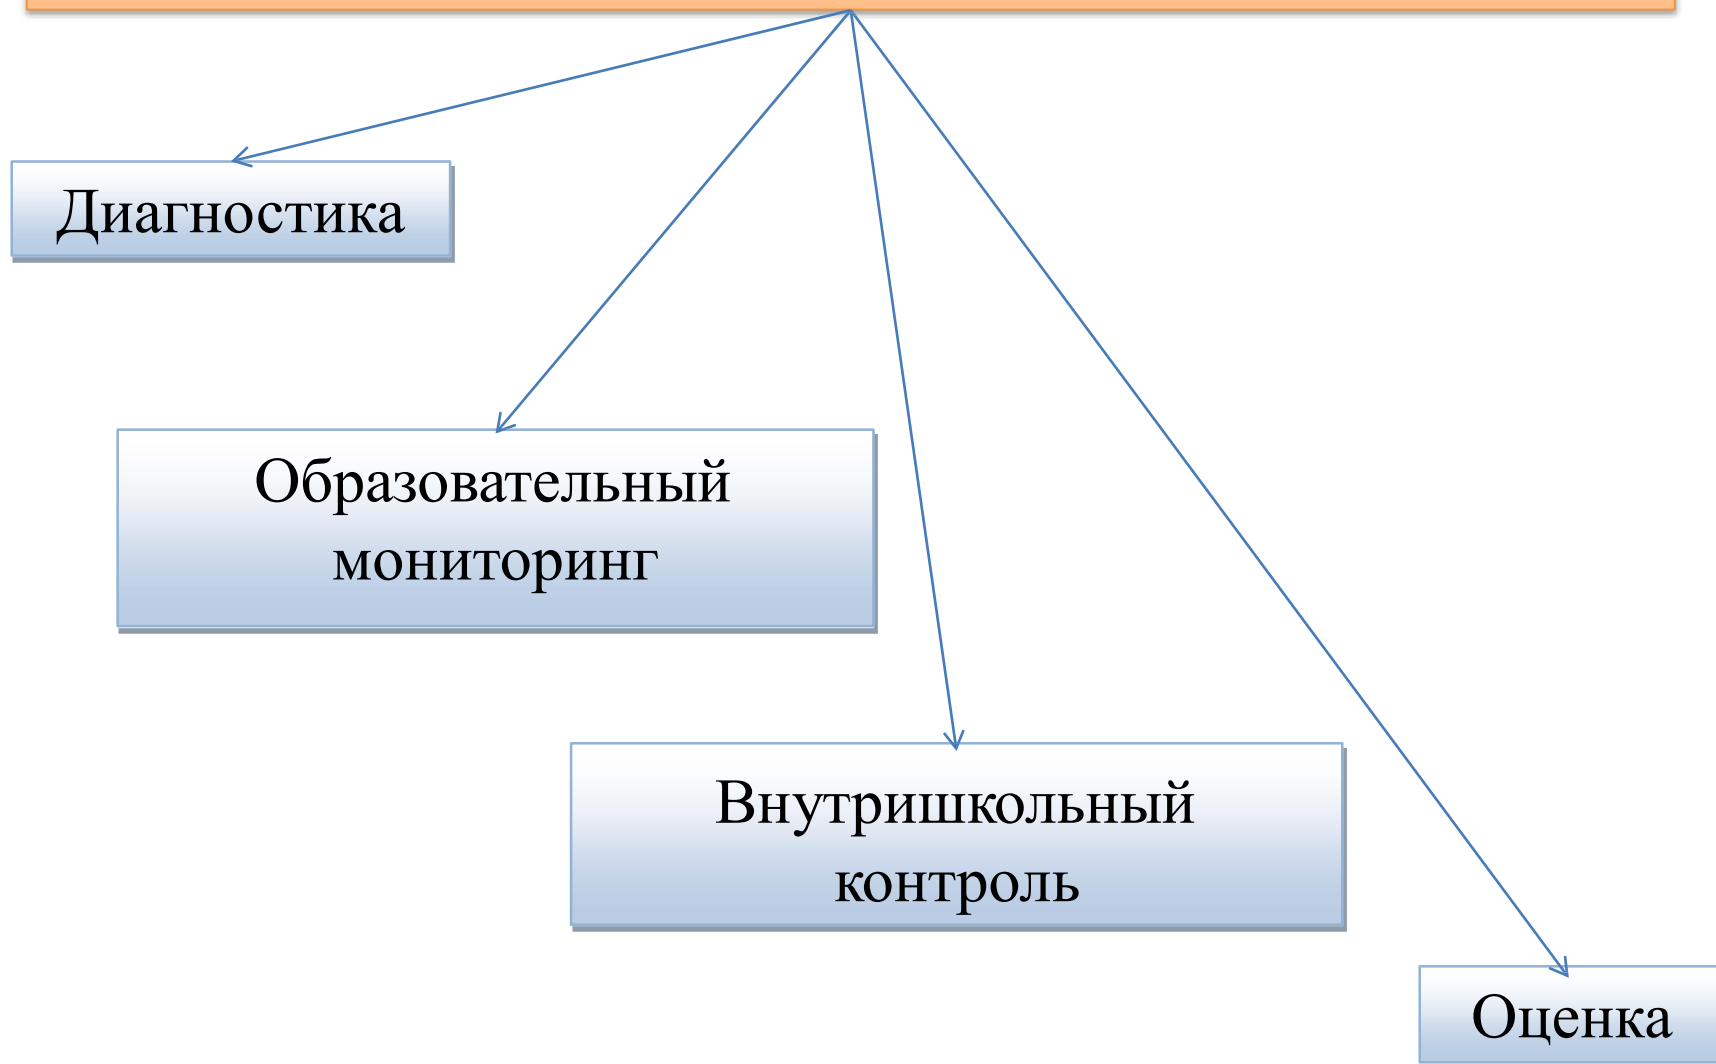 Диагностика
Образовательный
мониторинг
Внутришкольный
контроль
Оценка